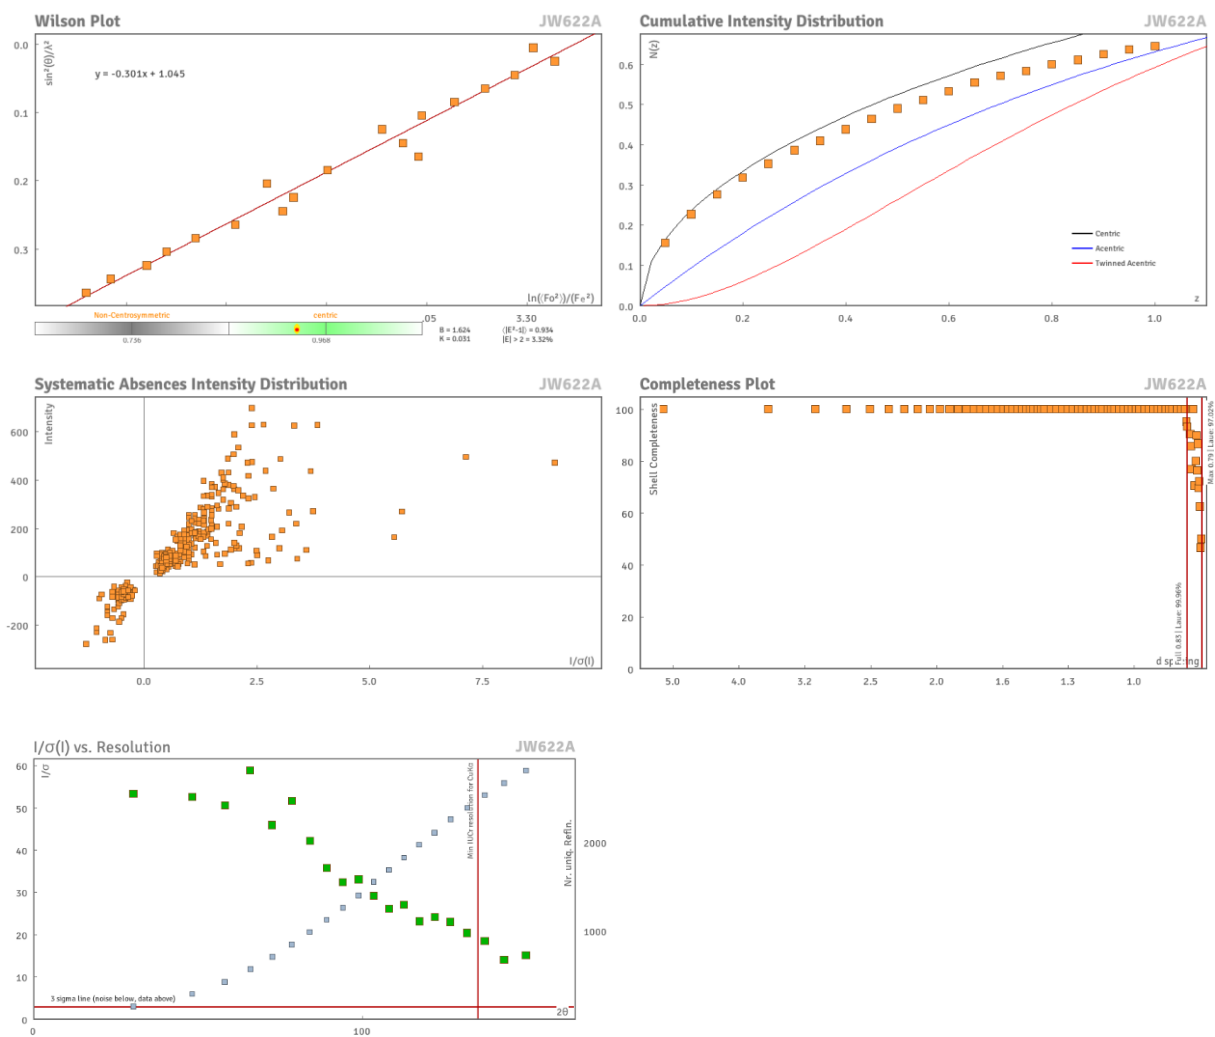 Wilson Plot JW622A
sin²(θ)/λ²
y = -0.301x + 1.045
0.0
0.1
0.2
0.3
ln(⟨Fo²⟩)/(Fe²)
.05 3.30
Non-Centrosymmetric centric
0.736 0.968
B = 1.624 ⟨|E²-1|⟩ = 0.934
K = 0.031 |E| > 2 = 3.32%
Cumulative Intensity Distribution JW622A
N(z)
0.6
0.5
0.4
0.3
0.2
0.1
0.0
Centric
Acentric
Twinned Acentric
z
0.0 0.2 0.4 0.6 0.8 1.0
Systematic Absences Intensity Distribution JW622A
Intensity
600
400
200
0
-200
I/σ(I)
0.0 2.5 5.0 7.5
Completeness Plot JW622A
Shell Completeness
100
80
60
40
20
0
Full 0.83 | Laue: 99.96%
Max 0.79 | Laue: 97.02%
5.0 4.0 3.2 2.5 2.0 1.6 1.3 1.0
I/σ(I) vs. Resolution JW622A
I/σ
60
50
40
30
20
10
0
Min IUCr resolution for CuKα
Nr. uniq. Refln.
2000
1000
3 sigma line (noise below, data above)
2θ
0 100